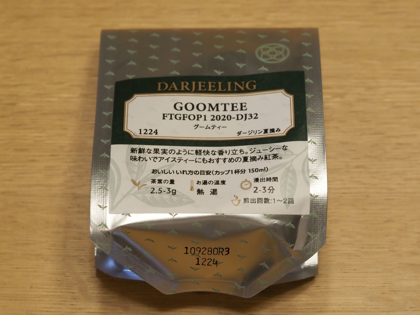 DARJEELING
GOOMTEE
FTGFOP1 2020-DJ32
グームティー
1224 ダージリン夏摘み
新鮮な果実のように軽快な香り立ち。ジューシーな
味わいでアイスティーにもおすすめの夏摘み紅茶。
おいしいいれ方の目安(カップ1杯分 150ml)
茶葉の量 お湯の温度 浸出時間
2.5-3g 熱湯 2-3分
煎出回数:1〜2回
109280R3
1224